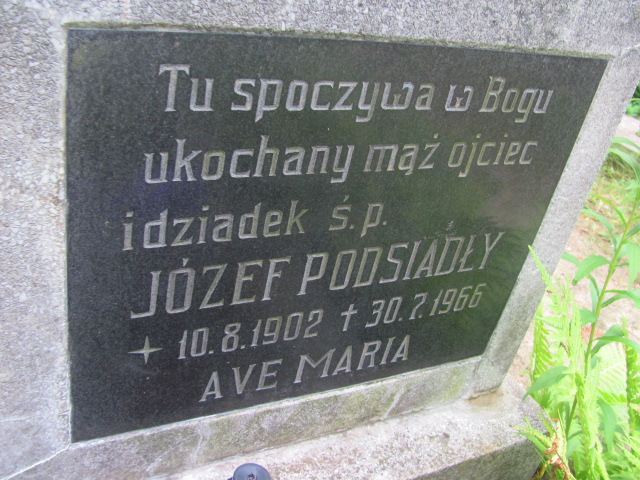 Tu spoczywa w Bogu
ukochany mąż ojciec
i dziadek ś.p.
JÓZEF PODSIADŁY
+ 10.8.1902 ✝ 30.7.1966
AVE MARIA